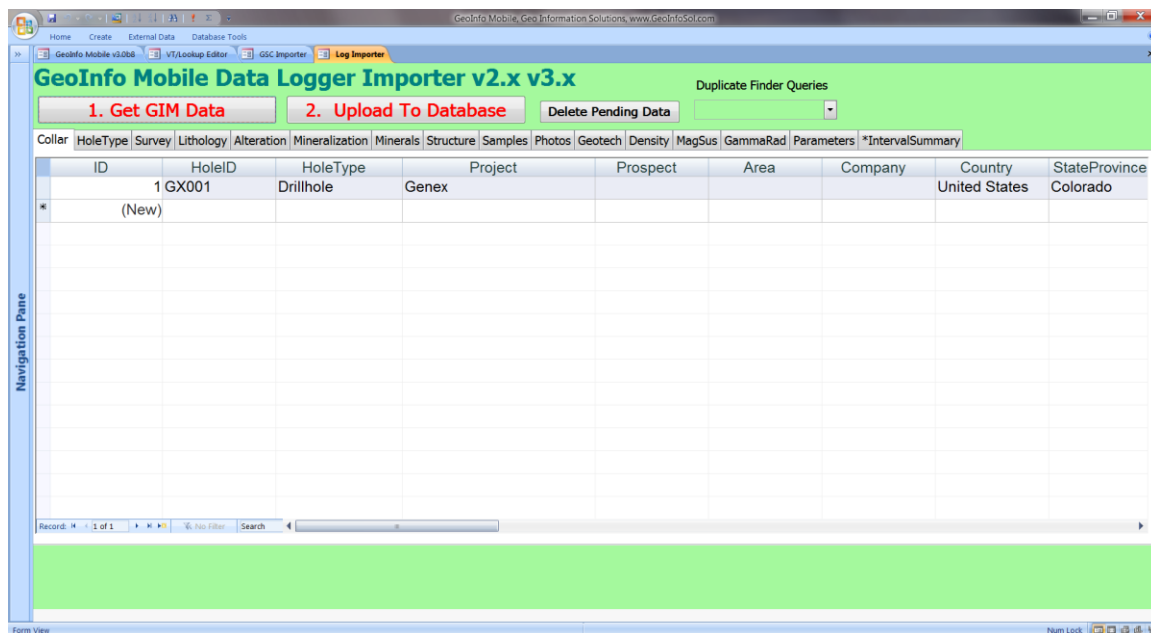 GeoInfo Mobile, Geo Information Solutions, www.GeoInfoSol.com
Home Create External Data Database Tools
GeoInfo Mobile v3.0b8 VT/Lookup Editor GSC Importer Log Importer
GeoInfo Mobile Data Logger Importer v2.x v3.x
Duplicate Finder Queries
1. Get GIM Data 2. Upload To Database Delete Pending Data
Collar HoleType Survey Lithology Alteration Mineralization Minerals Structure Samples Photos Geotech Density MagSus GammaRad Parameters *IntervalSummary
ID HoleID HoleType Project Prospect Area Company Country StateProvince
1 GX001 Drillhole Genex United States Colorado
(New)
Navigation Pane
Record: 1 of 1 No Filter Search
Form View Num Lock